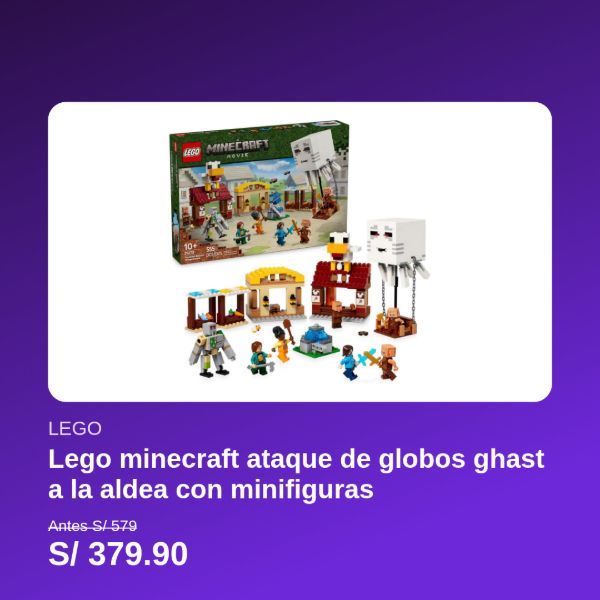 LEGO
MINECRAFT
MOVIE
10+
LEGO
Lego minecraft ataque de globos ghast
a la aldea con minifiguras
Antes S/ 579
S/ 379.90